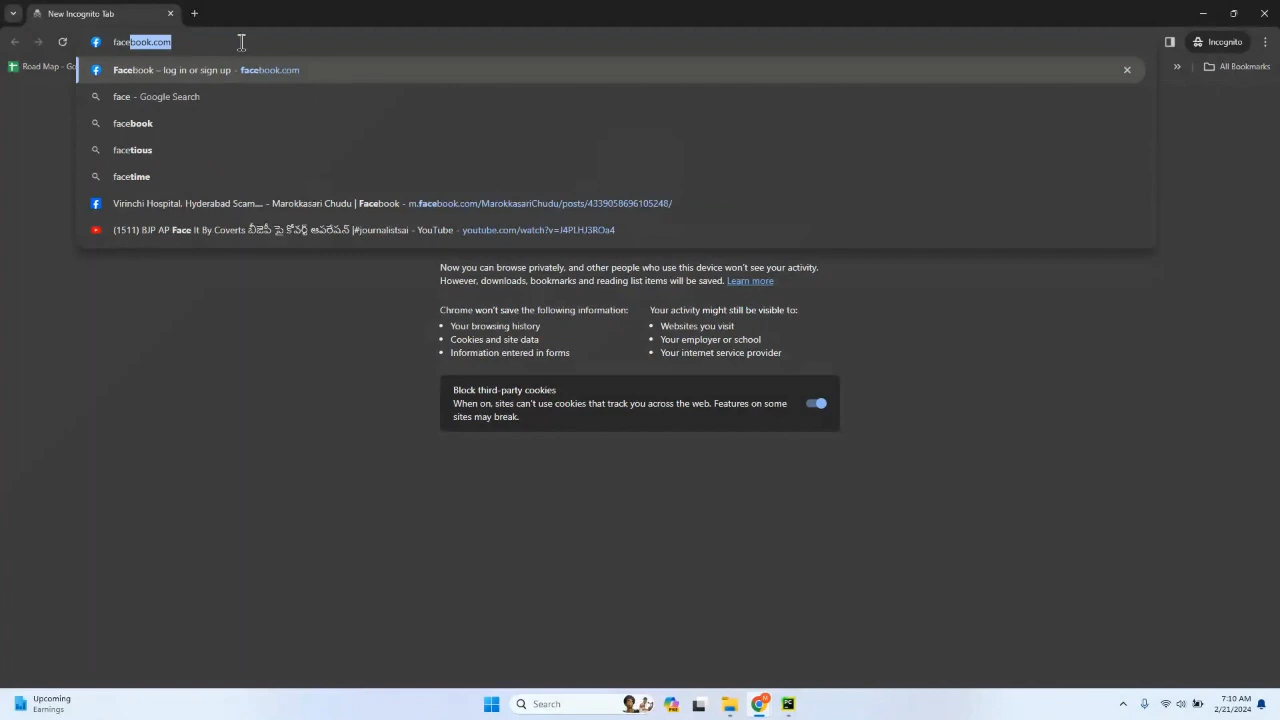 New Incognito Tab
facebook.com
Incognito
Road Map - Go
All Bookmarks
Facebook – log in or sign up - facebook.com
face - Google Search
facebook
facetious
facetime
Virinchi Hospital, Hyderabad Scam.... - Marokkasari Chudu | Facebook - m.facebook.com/MarokkasariChudu/posts/4339058696105248/
(1511) BJP AP Face It By Coverts బీజెపీ పై కోవర్ట్ ఆపరేషన్ |#journalistsai - YouTube - youtube.com/watch?v=J4PLHJ3ROa4
Now you can browse privately, and other people who use this device won't see your activity.
However, downloads, bookmarks and reading list items will be saved. Learn more
Chrome won't save the following information:
• Your browsing history
• Cookies and site data
• Information entered in forms
Your activity might still be visible to:
• Websites you visit
• Your employer or school
• Your internet service provider
Block third-party cookies
When on, sites can't use cookies that track you across the web. Features on some
sites may break.
Upcoming
Earnings
Search
7:10 AM
2/21/2024